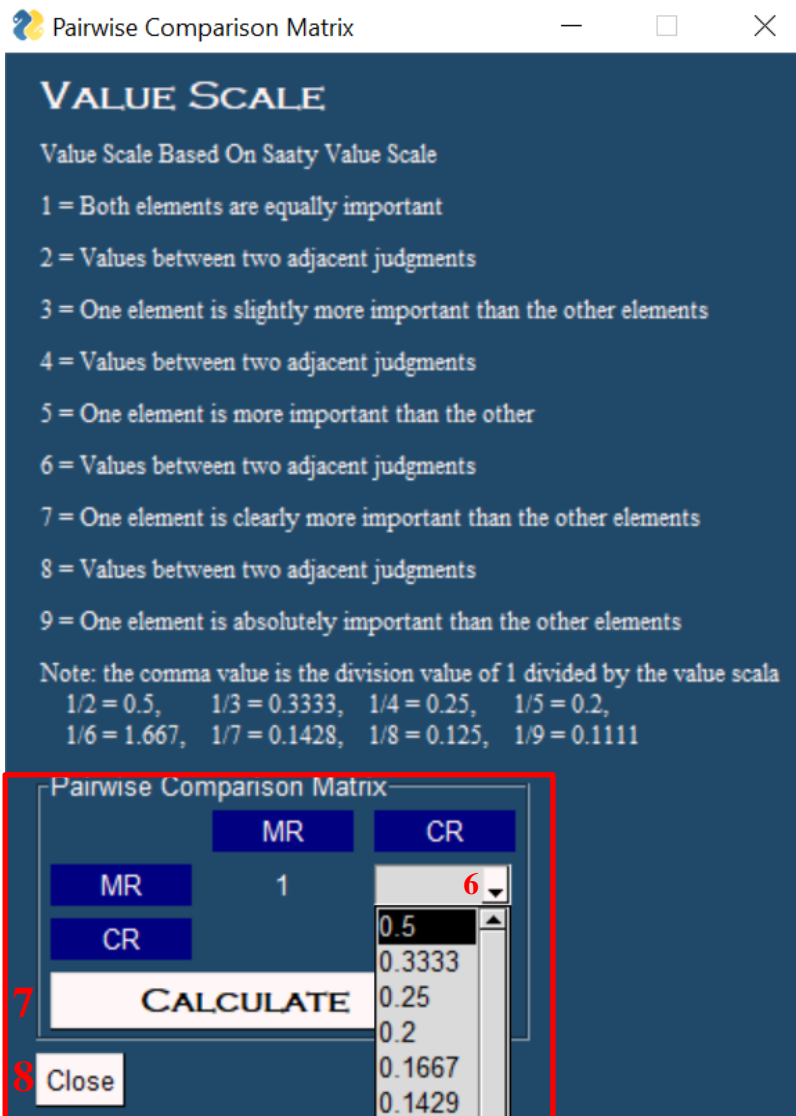 Pairwise Comparison Matrix
VALUE SCALE
Value Scale Based On Saaty Value Scale
1 = Both elements are equally important
2 = Values between two adjacent judgments
3 = One element is slightly more important than the other elements
4 = Values between two adjacent judgments
5 = One element is more important than the other
6 = Values between two adjacent judgments
7 = One element is clearly more important than the other elements
8 = Values between two adjacent judgments
9 = One element is absolutely important than the other elements
Note: the comma value is the division value of 1 divided by the value scala
1/2 = 0.5, 1/3 = 0.3333, 1/4 = 0.25, 1/5 = 0.2,
1/6 = 1.667, 1/7 = 0.1428, 1/8 = 0.125, 1/9 = 0.1111
Pairwise Comparison Matrix
MR CR
MR 1 6
CR
0.5
0.3333
0.25
0.2
0.1667
0.1429
7 CALCULATE
8 Close